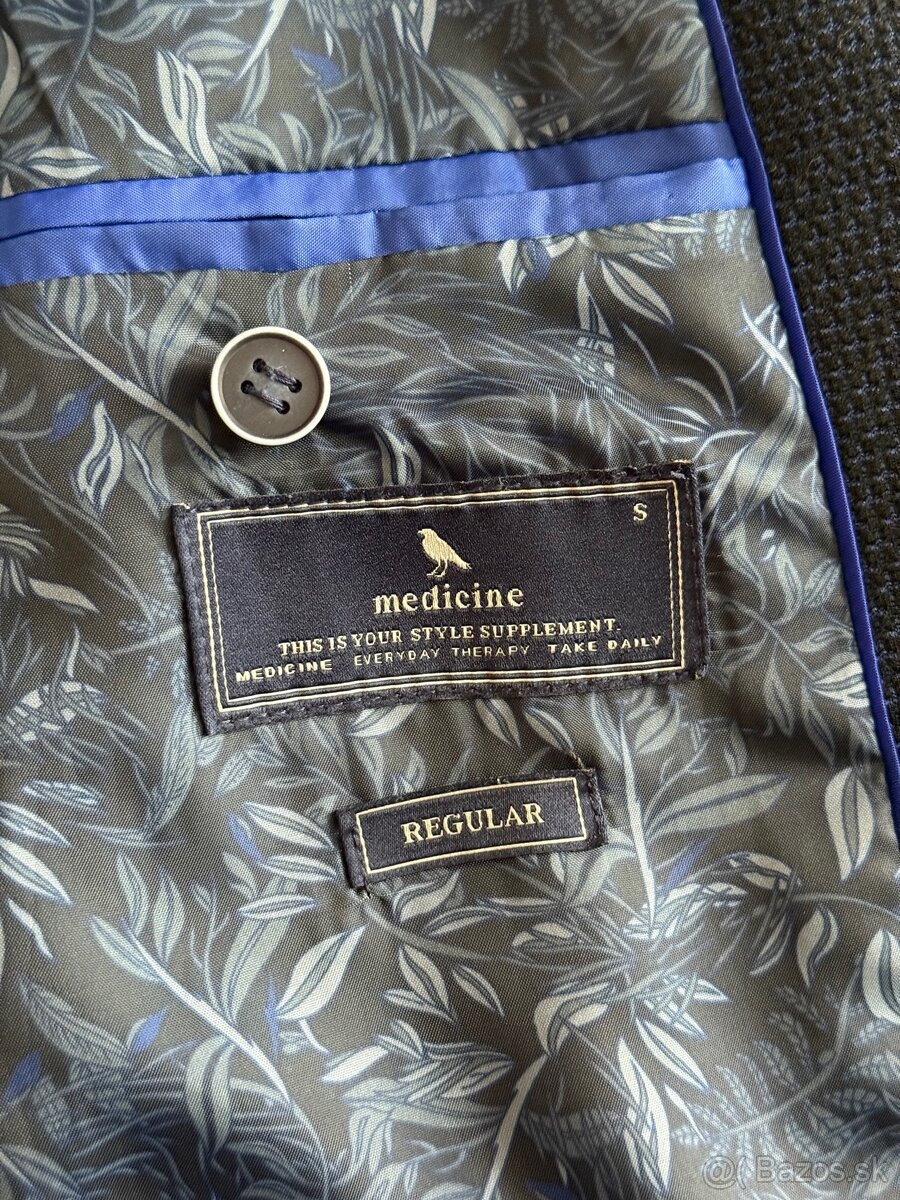 S
medicine
THIS IS YOUR STYLE SUPPLEMENT.
MEDICINE EVERYDAY THERAPY TAKE DAILY
REGULAR
@ Bazos.sk